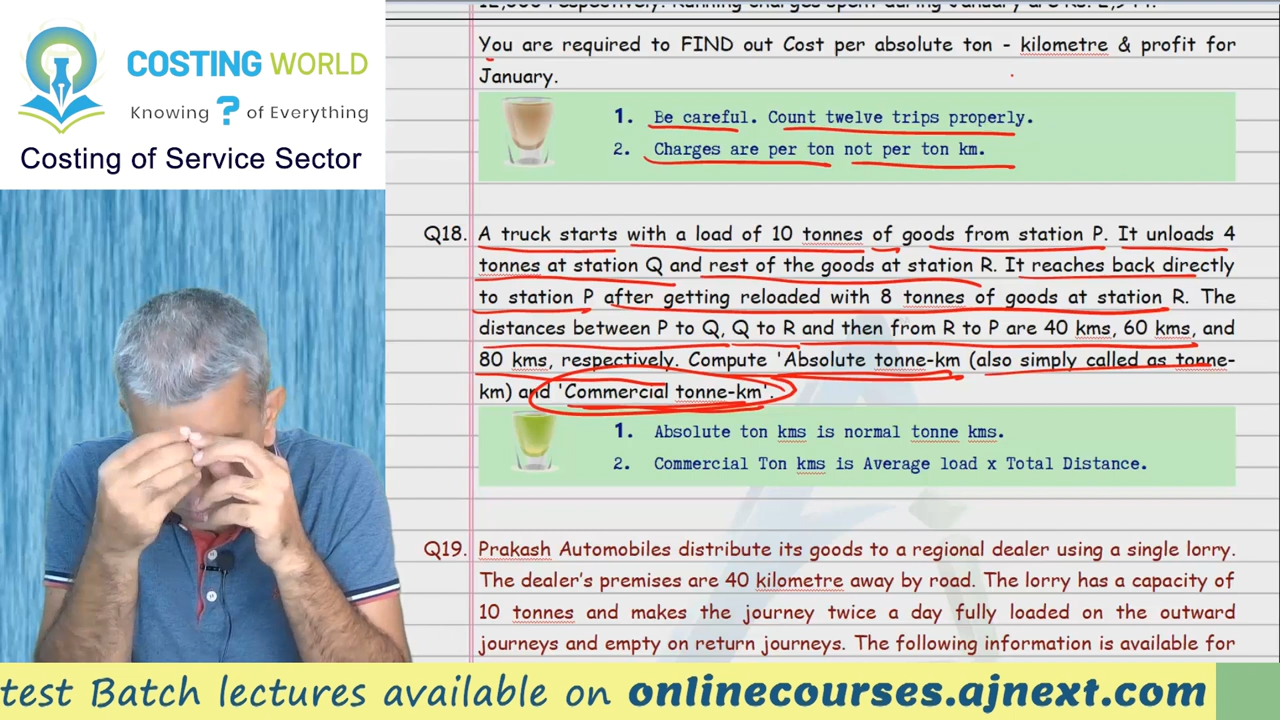 COSTING WORLD
Knowing ? of Everything
Costing of Service Sector
You are required to FIND out Cost per absolute ton - kilometre & profit for
January.
1. Be careful. Count twelve trips properly.
2. Charges are per ton not per ton km.
Q18. A truck starts with a load of 10 tonnes of goods from station P. It unloads 4
tonnes at station Q and rest of the goods at station R. It reaches back directly
to station P after getting reloaded with 8 tonnes of goods at station R. The
distances between P to Q, Q to R and then from R to P are 40 kms, 60 kms, and
80 kms, respectively. Compute 'Absolute tonne-km (also simply called as tonne-
km) and 'Commercial tonne-km'.
1. Absolute ton kms is normal tonne kms.
2. Commercial Ton kms is Average load x Total Distance.
Q19. Prakash Automobiles distribute its goods to a regional dealer using a single lorry.
The dealer's premises are 40 kilometre away by road. The lorry has a capacity of
10 tonnes and makes the journey twice a day fully loaded on the outward
journeys and empty on return journeys. The following information is available for
test Batch lectures available on onlinecourses.ajnext.com